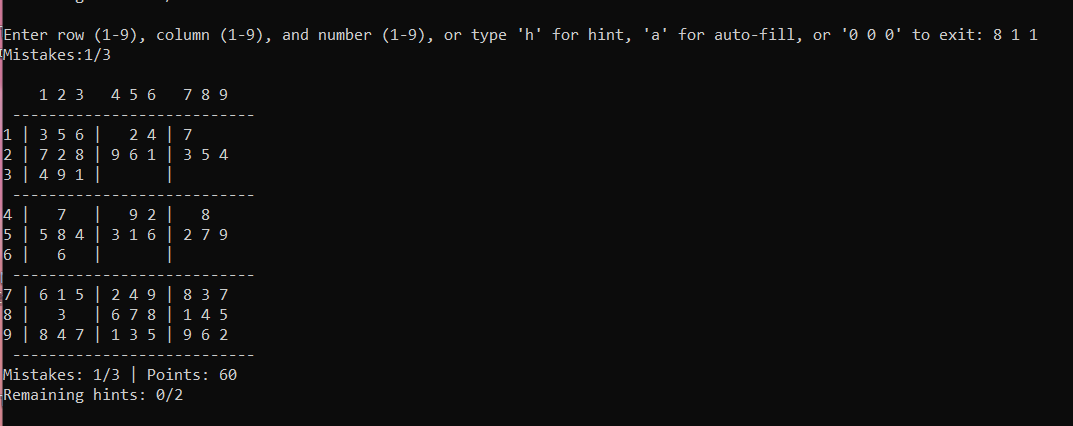 Enter row (1-9), column (1-9), and number (1-9), or type 'h' for hint, 'a' for auto-fill, or '0 0 0' to exit: 8 1 1
Mistakes:1/3
    1 2 3   4 5 6   7 8 9
 ---------------------------
1 | 3 5 6 |   2 4 | 7
2 | 7 2 8 | 9 6 1 | 3 5 4
3 | 4 9 1 |       |
 ---------------------------
4 |   7   |   9 2 |   8
5 | 5 8 4 | 3 1 6 | 2 7 9
6 |   6   |       |
 ---------------------------
7 | 6 1 5 | 2 4 9 | 8 3 7
8 |   3   | 6 7 8 | 1 4 5
9 | 8 4 7 | 1 3 5 | 9 6 2
 ---------------------------
Mistakes: 1/3 | Points: 60
Remaining hints: 0/2